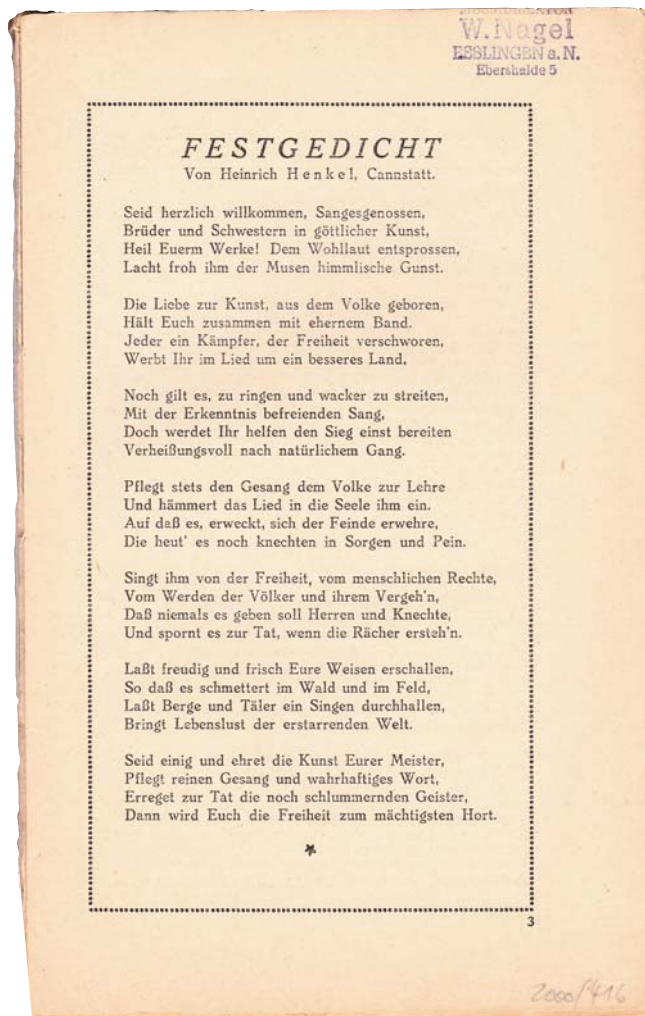 W. Nagel
ESSLINGEN a. N.
Ebershalde 5
FESTGEDICHT
Von Heinrich Henkel, Cannstatt.
Seid herzlich willkommen, Sangesgenossen,
Brüder und Schwestern in göttlicher Kunst,
Heil Euerm Werke! Dem Wohllaut entsprossen,
Lacht froh ihm der Musen himmlische Gunst.
Die Liebe zur Kunst, aus dem Volke geboren,
Hält Euch zusammen mit ehernem Band.
Jeder ein Kämpfer, der Freiheit verschworen,
Werbt Ihr im Lied um ein besseres Land.
Noch gilt es, zu ringen und wacker zu streiten,
Mit der Erkenntnis befreienden Sang,
Doch werdet Ihr helfen den Sieg einst bereiten
Verheißungsvoll nach natürlichem Gang.
Pflegt stets den Gesang dem Volke zur Lehre
Und hämmert das Lied in die Seele ihm ein.
Auf daß es, erweckt, sich der Feinde erwehre,
Die heut' es noch knechten in Sorgen und Pein.
Singt ihm von der Freiheit, vom menschlichen Rechte,
Vom Werden der Völker und ihrem Vergeh'n,
Daß niemals es geben soll Herren und Knechte,
Und spornt es zur Tat, wenn die Rächer ersteh'n.
Laßt freudig und frisch Eure Weisen erschallen,
So daß es schmettert im Wald und im Feld,
Laßt Berge und Täler ein Singen durchhallen,
Bringt Lebenslust der erstarrenden Welt.
Seid einig und ehret die Kunst Eurer Meister,
Pflegt reinen Gesang und wahrhaftiges Wort,
Erreget zur Tat die noch schlummernden Geister,
Dann wird Euch die Freiheit zum mächtigsten Hort.
3
2000/416